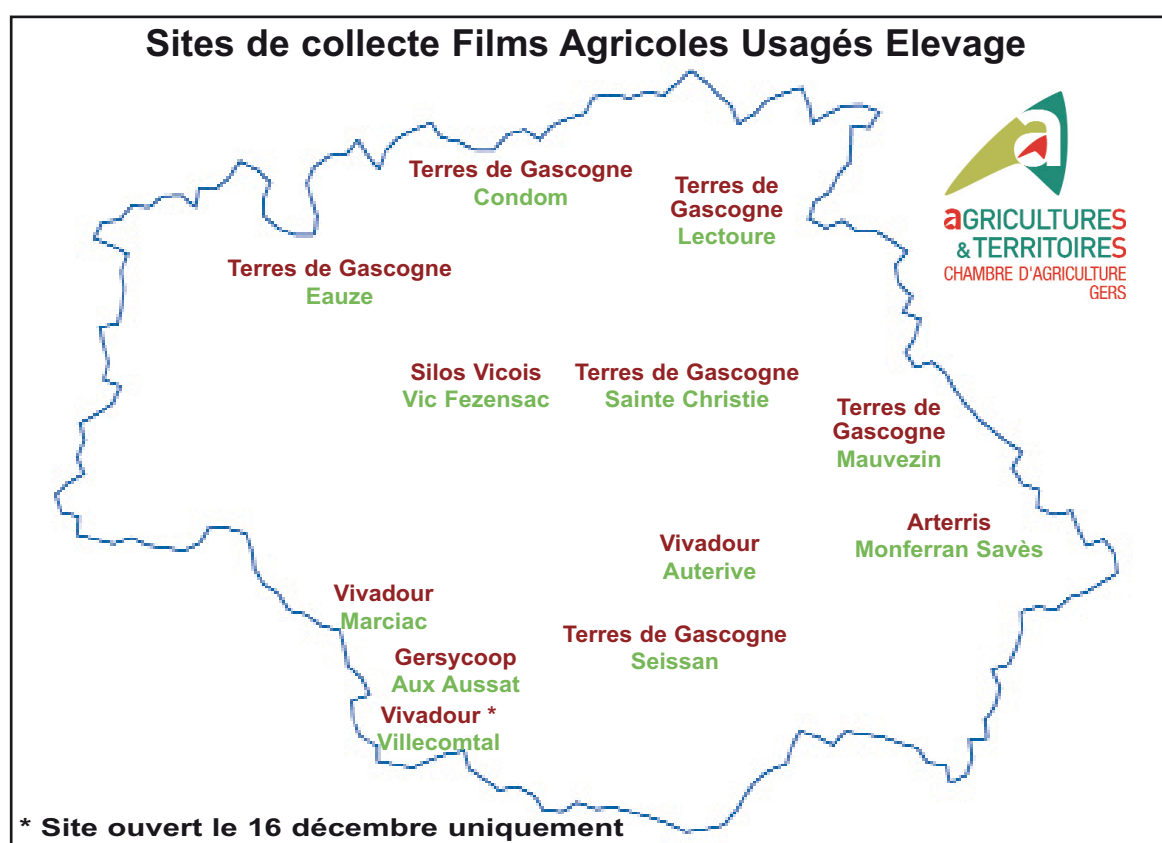 Sites de collecte Films Agricoles Usagés Elevage
Terres de Gascogne
Condom
Terres de
Gascogne
Lectoure
aGRICULTURES
& TERRITOIRES
CHAMBRE D'AGRICULTURE
GERS
Terres de Gascogne
Eauze
Silos Vicois
Vic Fezensac
Terres de Gascogne
Sainte Christie
Terres de
Gascogne
Mauvezin
Arterris
Monferran Savès
Vivadour
Auterive
Vivadour
Marciac
Terres de Gascogne
Seissan
Gersycoop
Aux Aussat
Vivadour *
Villecomtal
* Site ouvert le 16 décembre uniquement